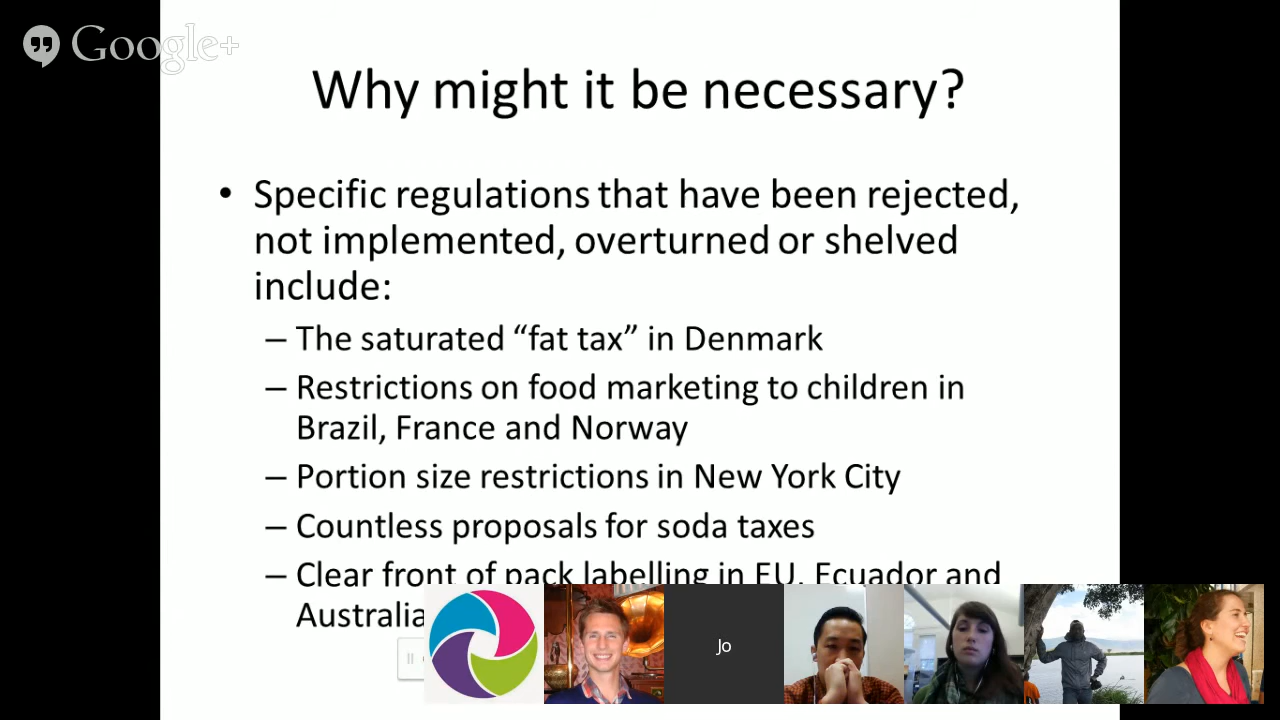 Google+
Why might it be necessary?
• Specific regulations that have been rejected,
not implemented, overturned or shelved
include:
– The saturated “fat tax” in Denmark
– Restrictions on food marketing to children in
Brazil, France and Norway
– Portion size restrictions in New York City
– Countless proposals for soda taxes
– Clear front of pack labelling in EU, Ecuador and
Australia
Jo